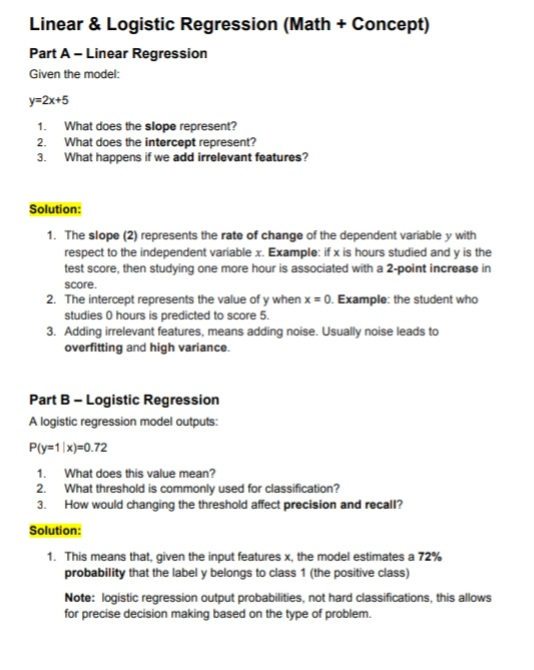 Linear & Logistic Regression (Math + Concept)
Part A – Linear Regression
Given the model:
y=2x+5
1. What does the slope represent?
2. What does the intercept represent?
3. What happens if we add irrelevant features?
Solution:
1. The slope (2) represents the rate of change of the dependent variable y with
respect to the independent variable x. Example: if x is hours studied and y is the
test score, then studying one more hour is associated with a 2-point increase in
score.
2. The intercept represents the value of y when x = 0. Example: the student who
studies 0 hours is predicted to score 5.
3. Adding irrelevant features, means adding noise. Usually noise leads to
overfitting and high variance.
Part B – Logistic Regression
A logistic regression model outputs:
P(y=1|x)=0.72
1. What does this value mean?
2. What threshold is commonly used for classification?
3. How would changing the threshold affect precision and recall?
Solution:
1. This means that, given the input features x, the model estimates a 72%
probability that the label y belongs to class 1 (the positive class)
Note: logistic regression output probabilities, not hard classifications, this allows
for precise decision making based on the type of problem.